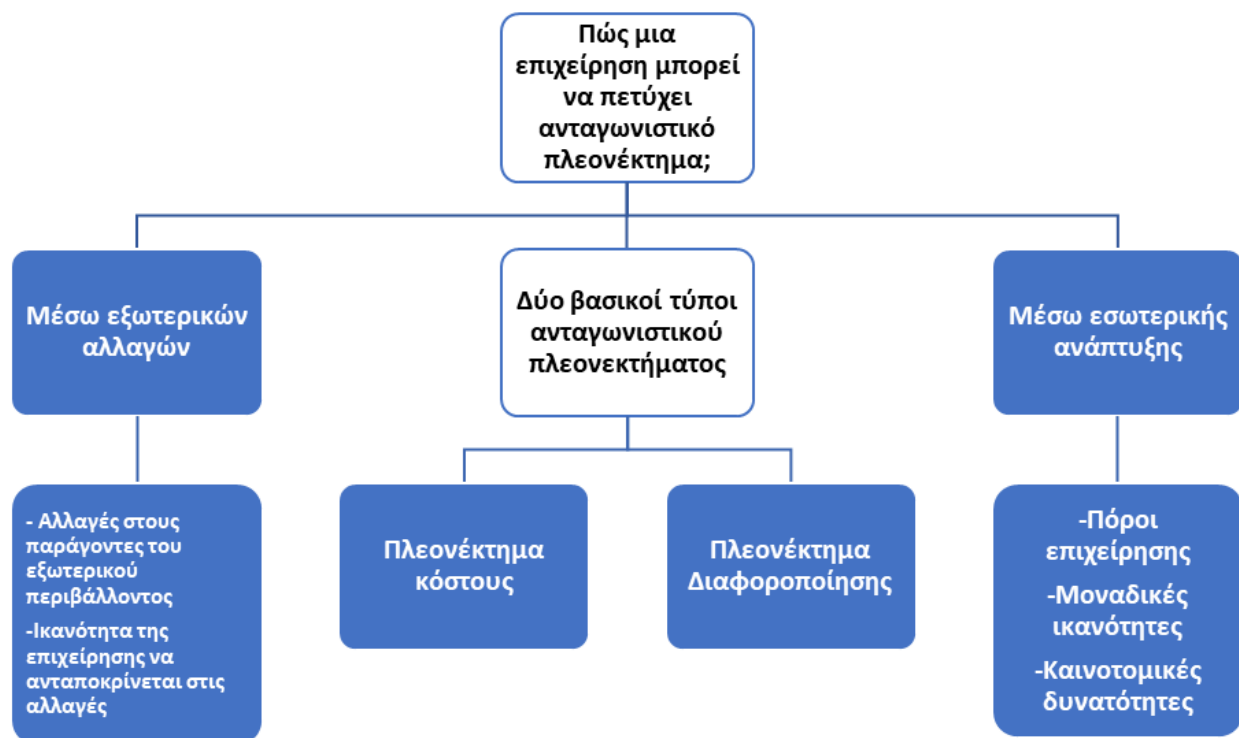 Πώς μια
επιχείρηση μπορεί
να πετύχει
ανταγωνιστικό
πλεονέκτημα;
Μέσω εξωτερικών
αλλαγών
Δύο βασικοί τύποι
ανταγωνιστικού
πλεονεκτήματος
Μέσω εσωτερικής
ανάπτυξης
- Αλλαγές στους
παράγοντες του
εξωτερικού
περιβάλλοντος
-Ικανότητα της
επιχείρησης να
ανταποκρίνεται στις
αλλαγές
Πλεονέκτημα
κόστους
Πλεονέκτημα
Διαφοροποίησης
-Πόροι
επιχείρησης
-Μοναδικές
ικανότητες
-Καινοτομικές
δυνατότητες